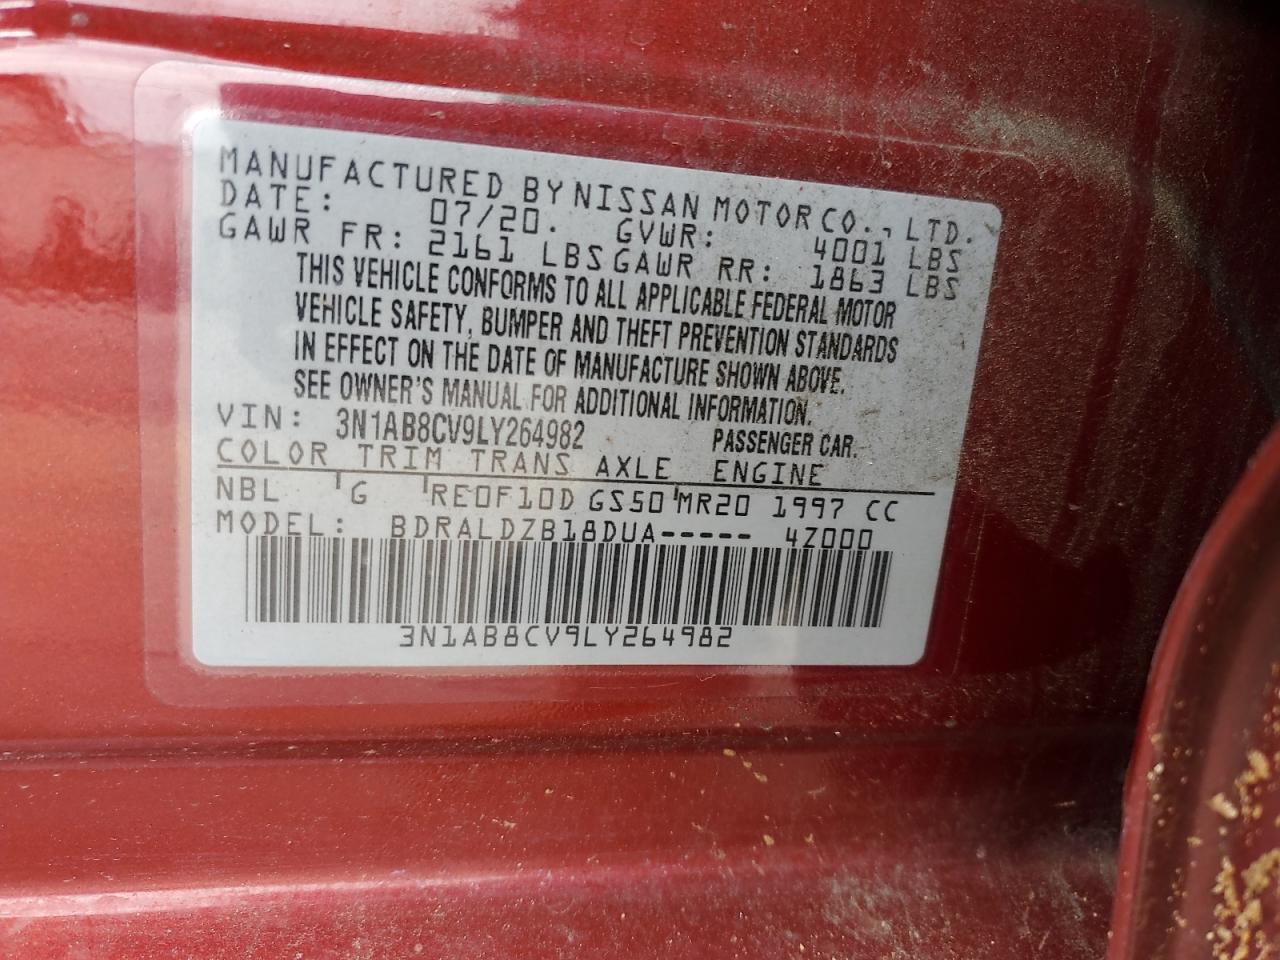 MANUFACTURED BY NISSAN MOTOR CO., LTD.
DATE: 07/20. GVWR: 4001 LBS
GAWR FR: 2161 LBS GAWR RR: 1863 LBS
THIS VEHICLE CONFORMS TO ALL APPLICABLE FEDERAL MOTOR
VEHICLE SAFETY, BUMPER AND THEFT PREVENTION STANDARDS
IN EFFECT ON THE DATE OF MANUFACTURE SHOWN ABOVE.
SEE OWNER'S MANUAL FOR ADDITIONAL INFORMATION.
VIN: 3N1AB8CV9LY264982 PASSENGER CAR.
COLOR TRIM TRANS AXLE ENGINE
NBL G RE0F10D GS50 MR20 1997 CC
MODEL: BDRALDZB18DUA----- 4Z000
3N1AB8CV9LY264982